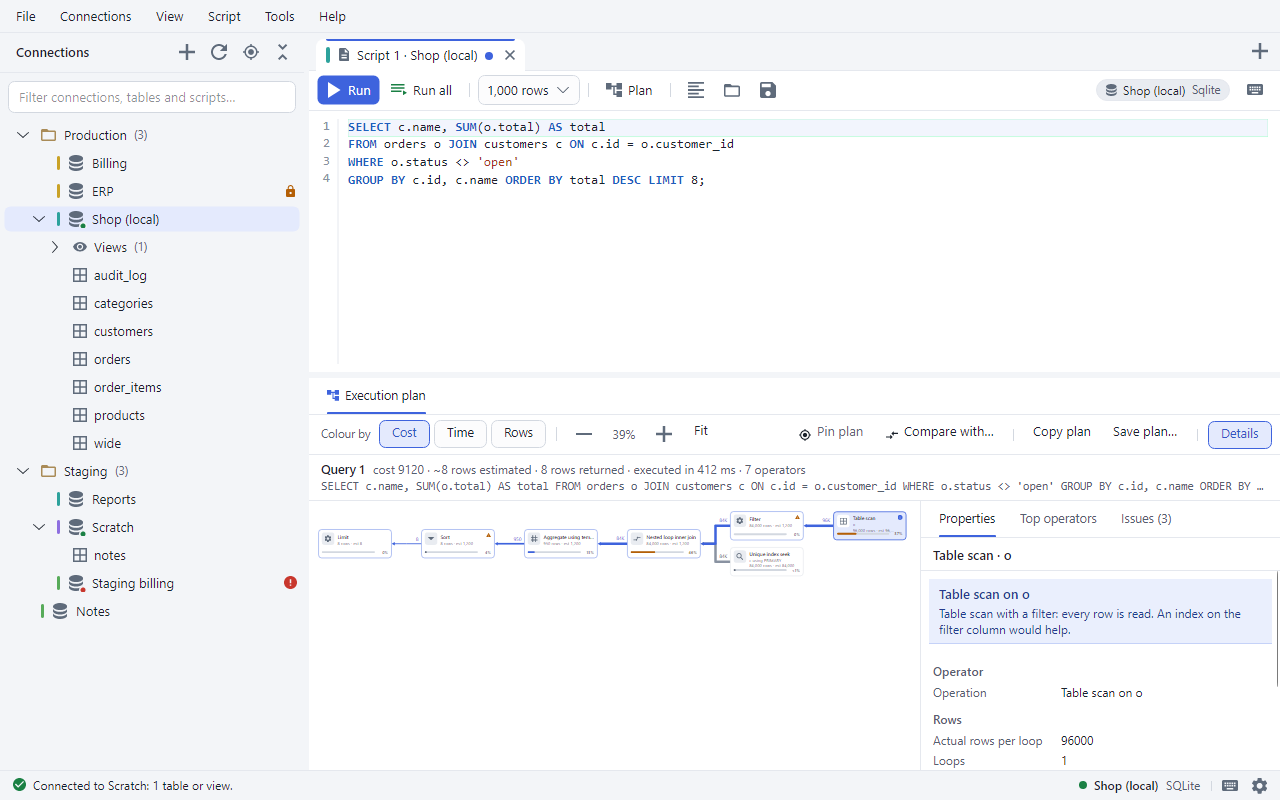 File Connections View Script Tools Help
Connections
Script 1 · Shop (local)
Filter connections, tables and scripts...
Run Run all 1,000 rows Plan Shop (local) Sqlite
Production (3)
Billing
ERP
Shop (local)
Views (1)
audit_log
categories
customers
orders
order_items
products
wide
Staging (3)
Reports
Scratch
notes
Staging billing
Notes
1 SELECT c.name, SUM(o.total) AS total
2 FROM orders o JOIN customers c ON c.id = o.customer_id
3 WHERE o.status <> 'open'
4 GROUP BY c.id, c.name ORDER BY total DESC LIMIT 8;
Execution plan
Colour by Cost Time Rows 39% Fit Pin plan Compare with... Copy plan Save plan... Details
Query 1 cost 9120 · ~8 rows estimated · 8 rows returned · executed in 412 ms · 7 operators
SELECT c.name, SUM(o.total) AS total FROM orders o JOIN customers c ON c.id = o.customer_id WHERE o.status <> 'open' GROUP BY c.id, c.name ORDER BY …
Limit
Sort
Aggregate using tem...
Nested loop inner join
Filter
Table scan
Unique index seek
Properties Top operators Issues (3)
Table scan · o
Table scan on o
Table scan with a filter: every row is read. An index on the
filter column would help.
Operator
Operation Table scan on o
Rows
Actual rows per loop 96000
Loops 1
Connected to Scratch: 1 table or view.
Shop (local) SQLite